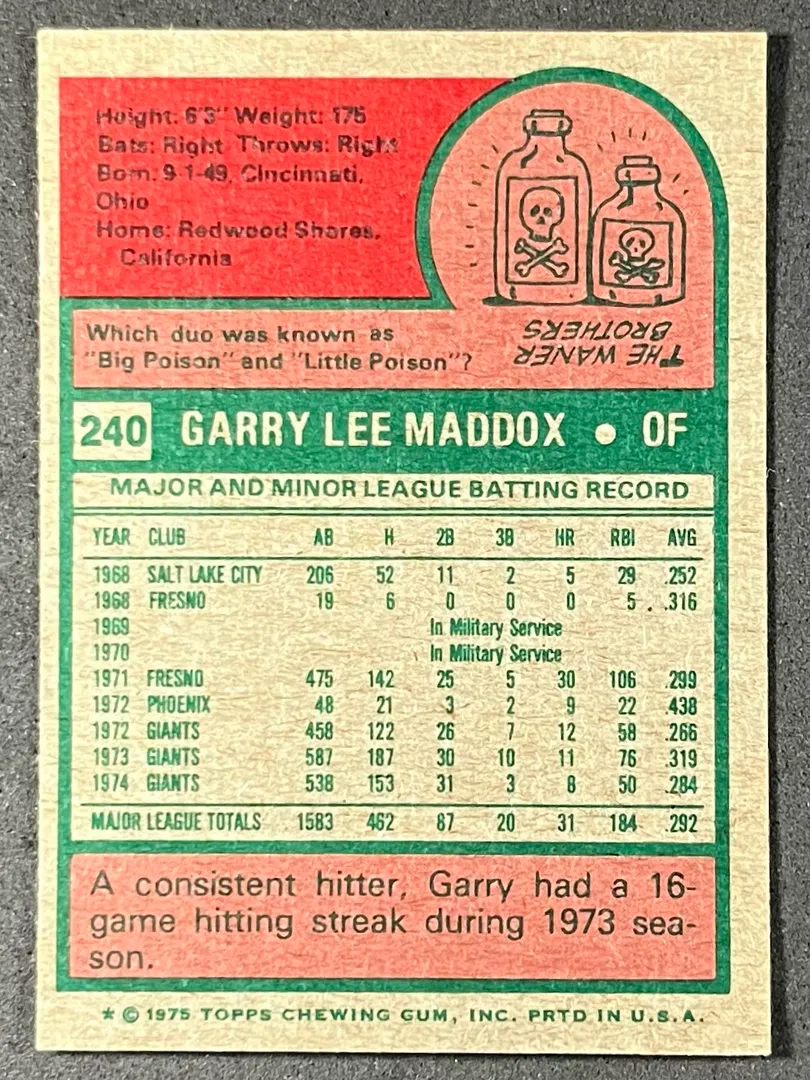 Height: 6'3" Weight: 175
Bats: Right Throws: Right
Born: 9-1-49, Cincinnati,
Ohio
Home: Redwood Shores,
California
Which duo was known as
"Big Poison" and "Little Poison"?
THE WANER
BROTHERS
240 GARRY LEE MADDOX • OF
MAJOR AND MINOR LEAGUE BATTING RECORD
YEAR CLUB AB H 2B 3B HR RBI AVG
1968 SALT LAKE CITY 206 52 11 2 5 29 .252
1968 FRESNO 19 6 0 0 0 5 .316
1969 In Military Service
1970 In Military Service
1971 FRESNO 475 142 25 5 30 106 .299
1972 PHOENIX 48 21 3 2 9 22 .438
1972 GIANTS 458 122 26 7 12 58 .266
1973 GIANTS 587 187 30 10 11 76 .319
1974 GIANTS 538 153 31 3 8 50 .284
MAJOR LEAGUE TOTALS 1583 462 87 20 31 184 .292
A consistent hitter, Garry had a 16-
game hitting streak during 1973 sea-
son.
* © 1975 TOPPS CHEWING GUM, INC. PRTD IN U.S.A.